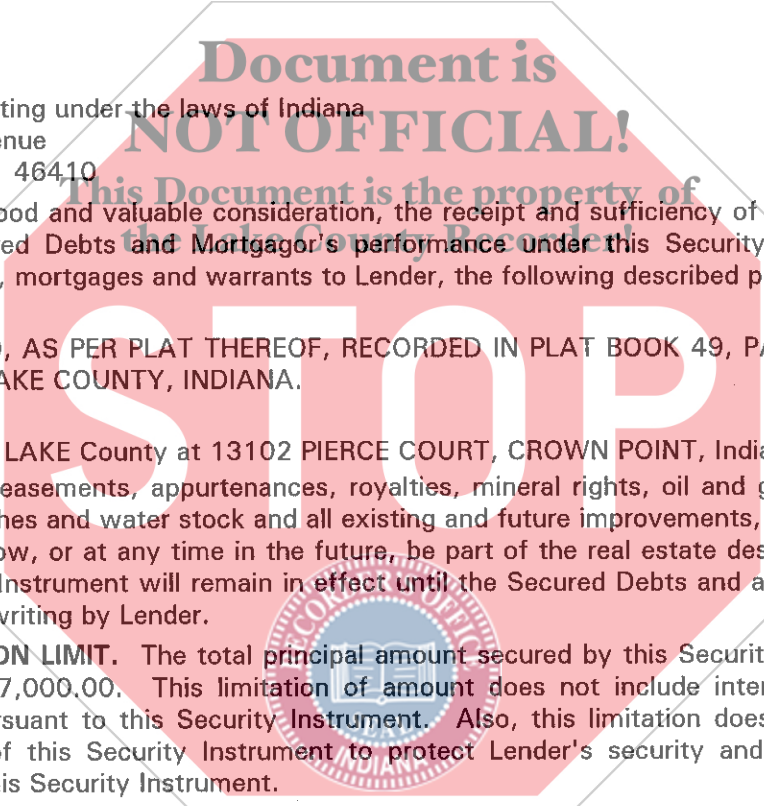 Document is
ting under the laws of Indiana
enue
NOT OFFICIAL!
46410
This Document is the property of
ood and valuable consideration, the receipt and sufficiency of
ed Debts and Mortgagor's performance under this Security
the Lake County Recorder!
, mortgages and warrants to Lender, the following described p
STOP
, AS PER PLAT THEREOF, RECORDED IN PLAT BOOK 49, PA
AKE COUNTY, INDIANA.
LAKE County at 13102 PIERCE COURT, CROWN POINT, India
easements, appurtenances, royalties, mineral rights, oil and g
hes and water stock and all existing and future improvements,
ow, or at any time in the future, be part of the real estate des
Instrument will remain in effect until the Secured Debts and a
writing by Lender.
ON LIMIT. The total principal amount secured by this Securit
7,000.00. This limitation of amount does not include inter
rsuant to this Security Instrument. Also, this limitation does
of this Security Instrument to protect Lender's security and
is Security Instrument.
SEAL
INDIANA